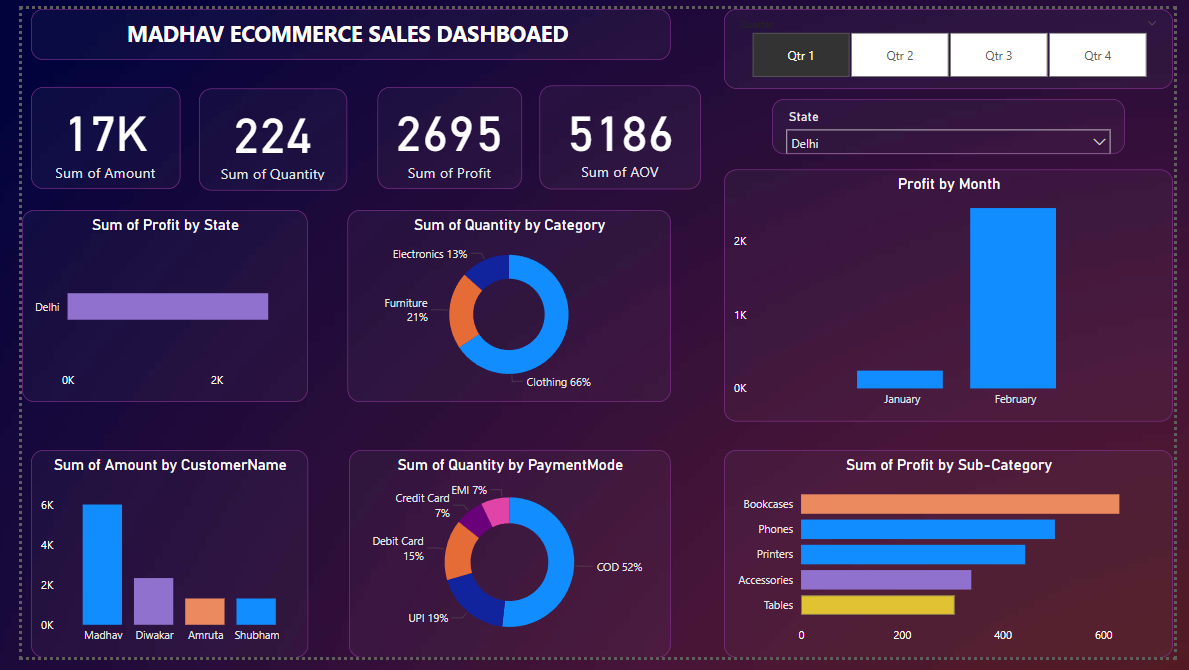 MADHAV ECOMMERCE SALES DASHBOAED
Qtr 1
Qtr 2
Qtr 3
Qtr 4
State
Delhi
17K
Sum of Amount
224
Sum of Quantity
2695
Sum of Profit
5186
Sum of AOV
Sum of Profit by State
Delhi
0K
2K
Sum of Quantity by Category
Electronics 13%
Furniture
21%
Clothing 66%
Profit by Month
2K
1K
0K
January
February
Sum of Amount by CustomerName
6K
4K
2K
0K
Madhav
Diwakar
Amruta
Shubham
Sum of Quantity by PaymentMode
EMI 7%
Credit Card
7%
Debit Card
15%
UPI 19%
COD 52%
Sum of Profit by Sub-Category
Bookcases
Phones
Printers
Accessories
Tables
0
200
400
600